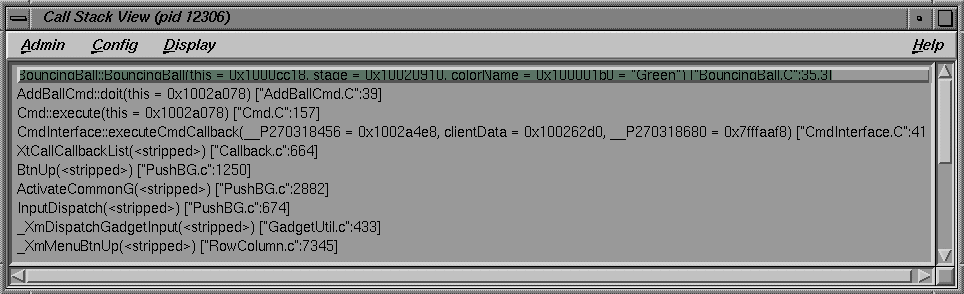 Call Stack View (pid 12306)
Admin Config Display Help
BouncingBall::BouncingBall(this = 0x1000cc18, stage = 0x10020910, colorName = 0x100001b0 = "Green") ["BouncingBall.C":35,3]
AddBallCmd::doit(this = 0x1002a078) ["AddBallCmd.C":39]
Cmd::execute(this = 0x1002a078) ["Cmd.C":157]
CmdInterface::executeCmdCallback(__P270318456 = 0x1002a4e8, clientData = 0x100262d0, __P270318680 = 0x7fffaaf8) ["CmdInterface.C":41
XtCallCallbackList(<stripped>) ["Callback.c":664]
BtnUp(<stripped>) ["PushBG.c":1250]
ActivateCommonG(<stripped>) ["PushBG.c":2882]
InputDispatch(<stripped>) ["PushBG.c":674]
_XmDispatchGadgetInput(<stripped>) ["GadgetUtil.c":433]
_XmMenuBtnUp(<stripped>) ["RowColumn.c":7345]